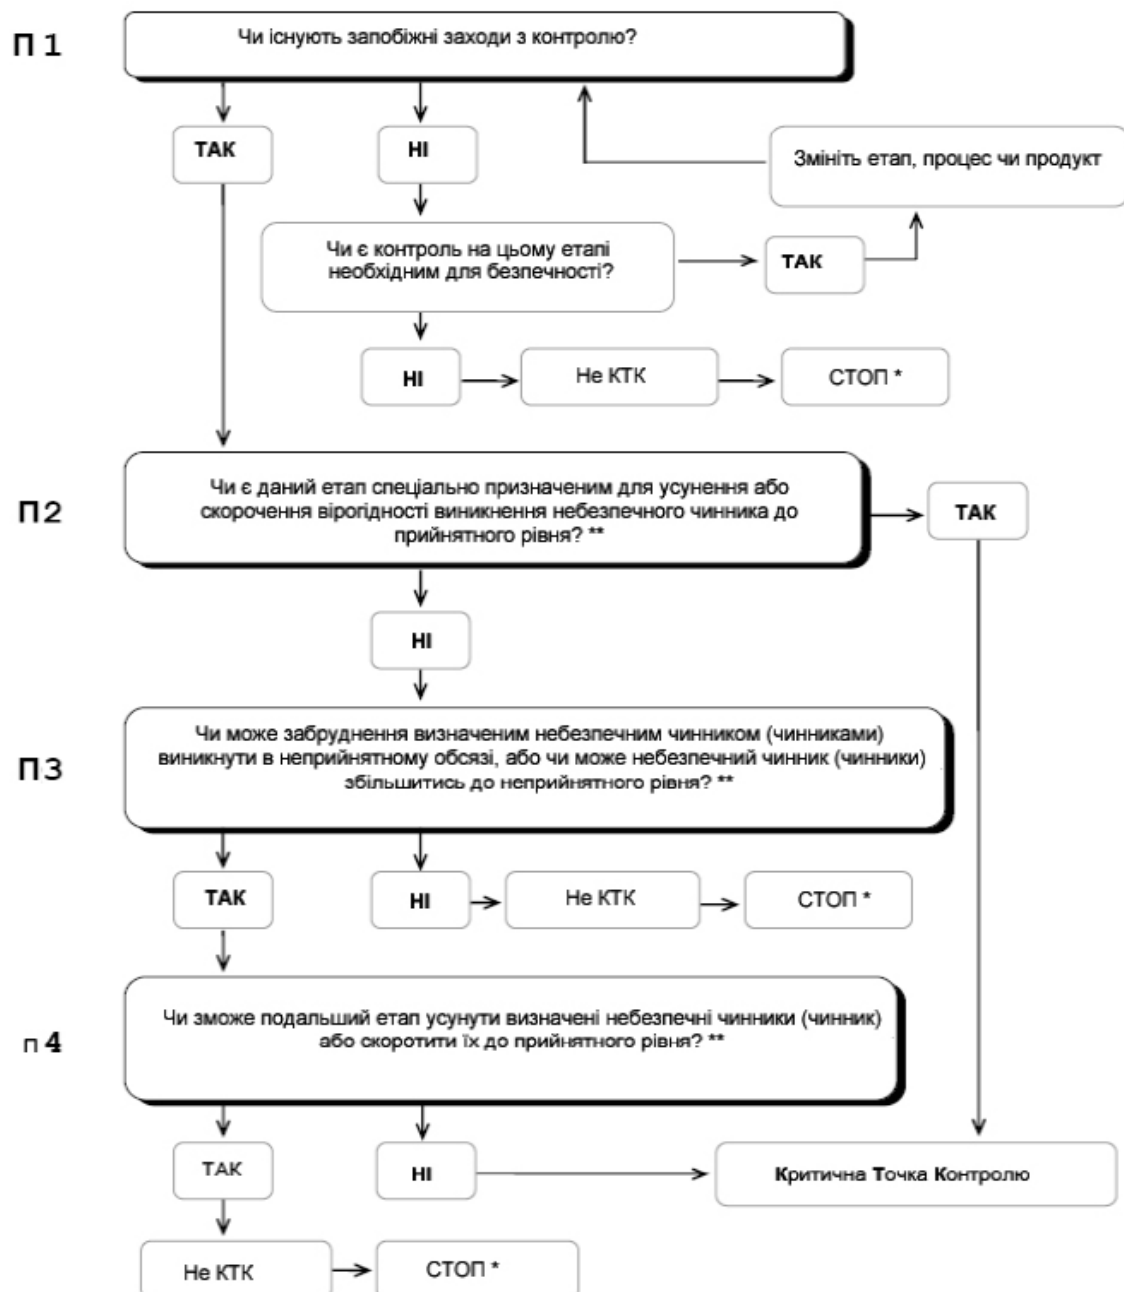 П 1
Чи існують запобіжні заходи з контролю?
ТАК
НІ
Змініть етап, процес чи продукт
Чи є контроль на цьому етапі
необхідним для безпечності?
ТАК
НІ
Не КТК
СТОП *
П2
Чи є даний етап спеціально призначеним для усунення або
скорочення вірогідності виникнення небезпечного чинника до
прийнятного рівня? **
ТАК
НІ
П3
Чи може забруднення визначеним небезпечним чинником (чинниками)
виникнути в неприйнятному обсязі, або чи може небезпечний чинник (чинники)
збільшитись до неприйнятного рівня? **
ТАК
НІ
Не КТК
СТОП *
п 4
Чи зможе подальший етап усунути визначені небезпечні чинники (чинник)
або скоротити їх до прийнятного рівня? **
ТАК
НІ
Критична Точка Контролю
Не КТК
СТОП *